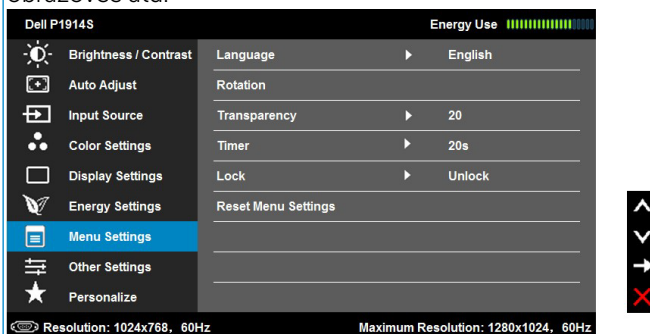 Dell P1914S Energy Use
Brightness / Contrast Language English
Auto Adjust Rotation
Input Source Transparency 20
Color Settings Timer 20s
Display Settings Lock Unlock
Energy Settings Reset Menu Settings
Menu Settings
Other Settings
Personalize
Resolution: 1024x768, 60Hz Maximum Resolution: 1280x1024, 60Hz